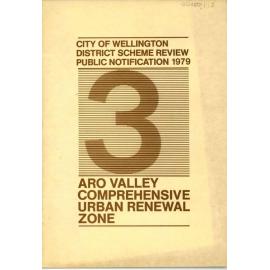 CITY OF WELLINGTON
DISTRICT SCHEME REVIEW
PUBLIC NOTIFICATION 1979
3
ARO VALLEY
COMPREHENSIVE
URBAN RENEWAL
ZONE